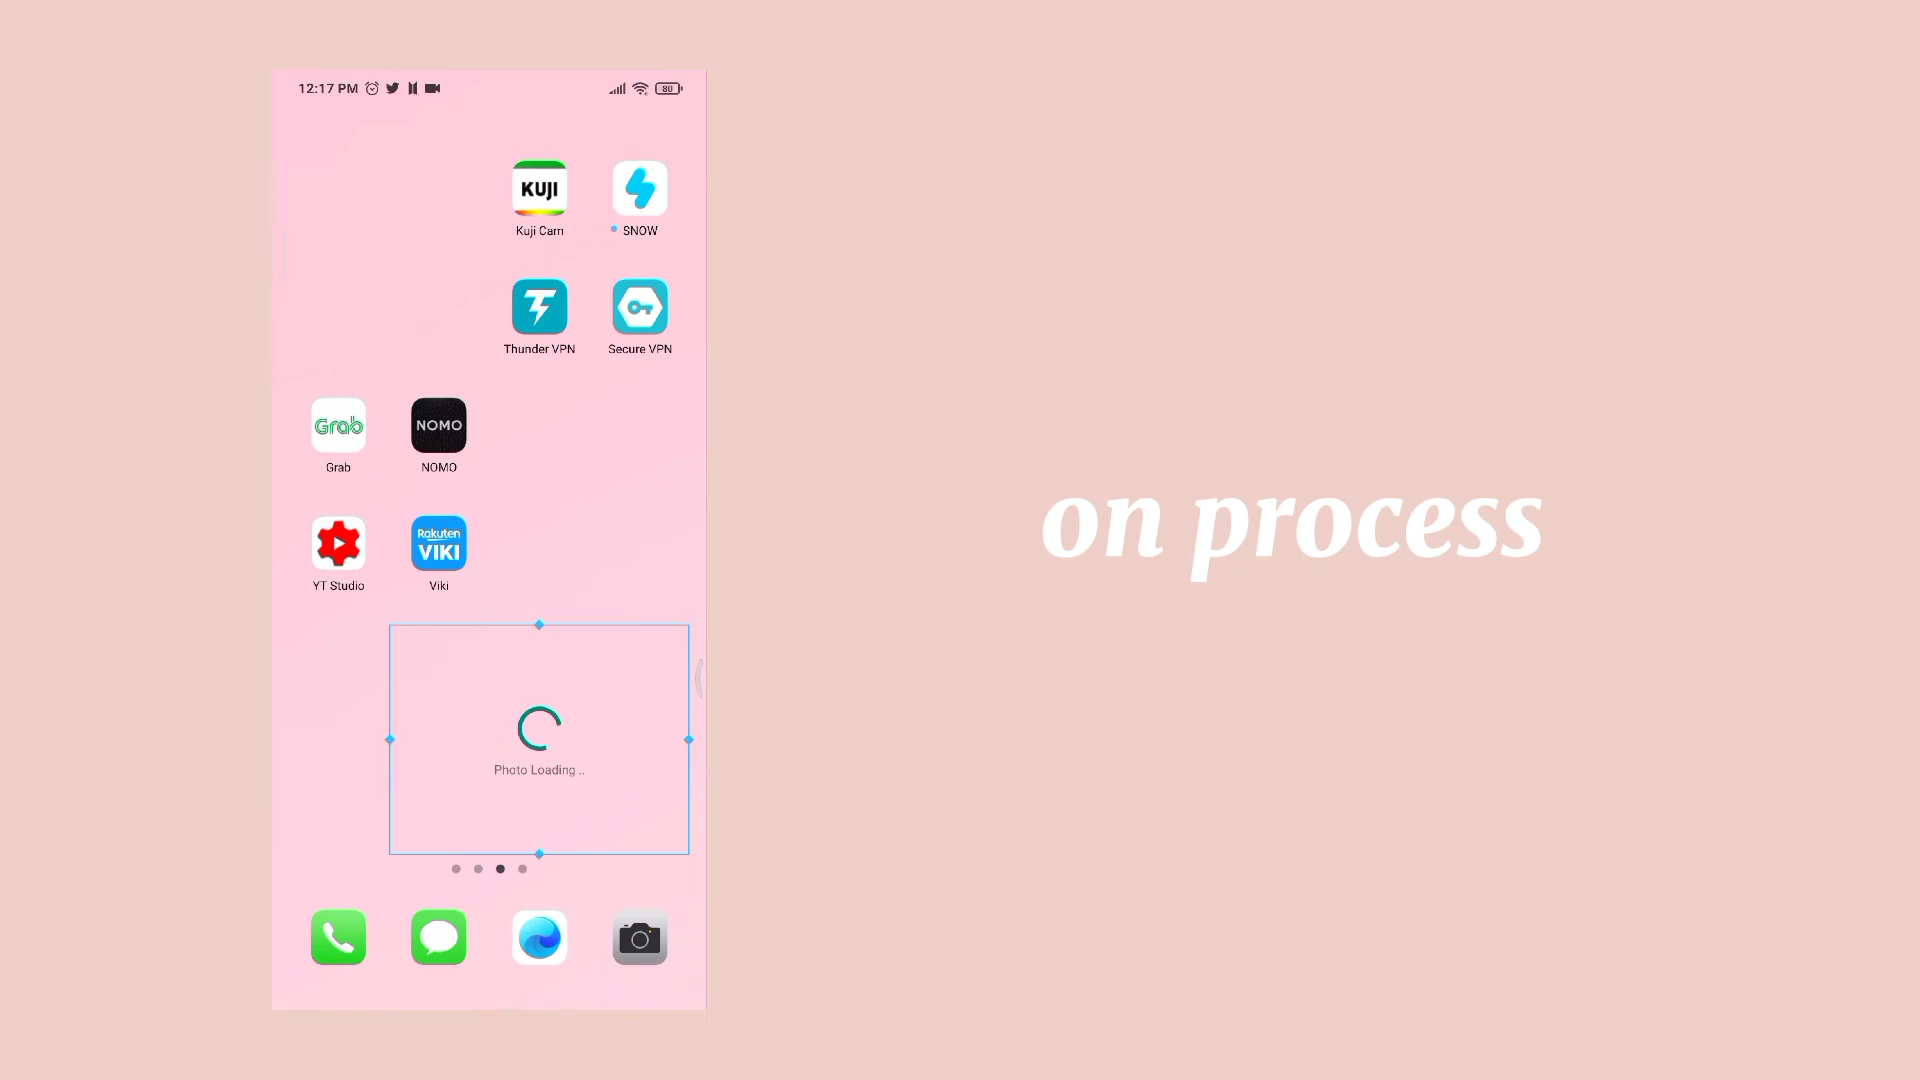 12:17 PM
80
KUJI
Kuji Cam
SNOW
Thunder VPN
Secure VPN
Grab
NOMO
Grab
NOMO
Rakuten
VIKI
YT Studio
Viki
Photo Loading ..
on process